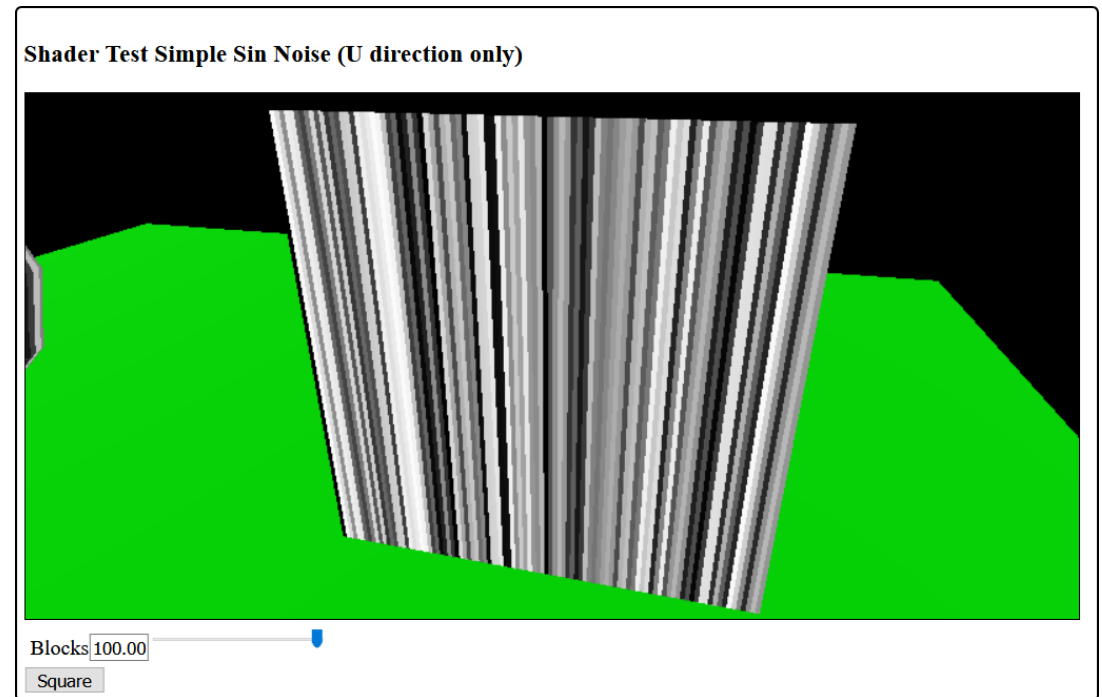 Shader Test Simple Sin Noise (U direction only)
Blocks 100.00
Square